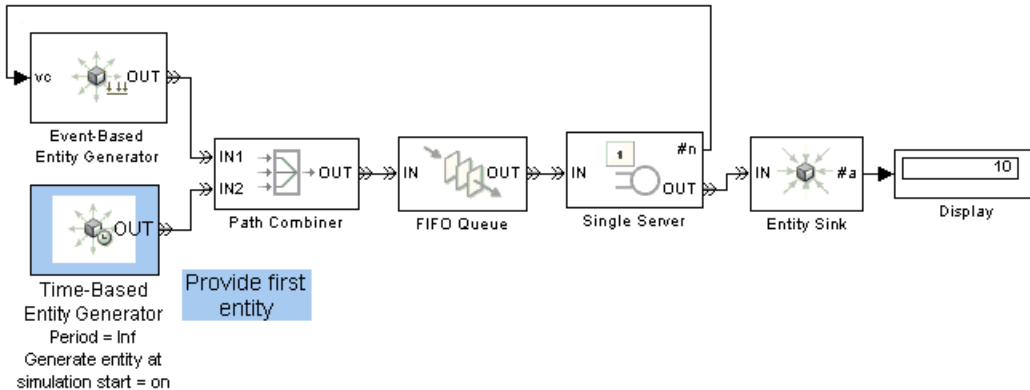 vc
OUT
Event-Based
Entity Generator
IN1
IN2
OUT
Path Combiner
IN
OUT
FIFO Queue
IN
1
#n
OUT
Single Server
IN
#a
Entity Sink
10
Display
OUT
Time-Based
Entity Generator
Period = Inf
Generate entity at
simulation start = on
Provide first
entity